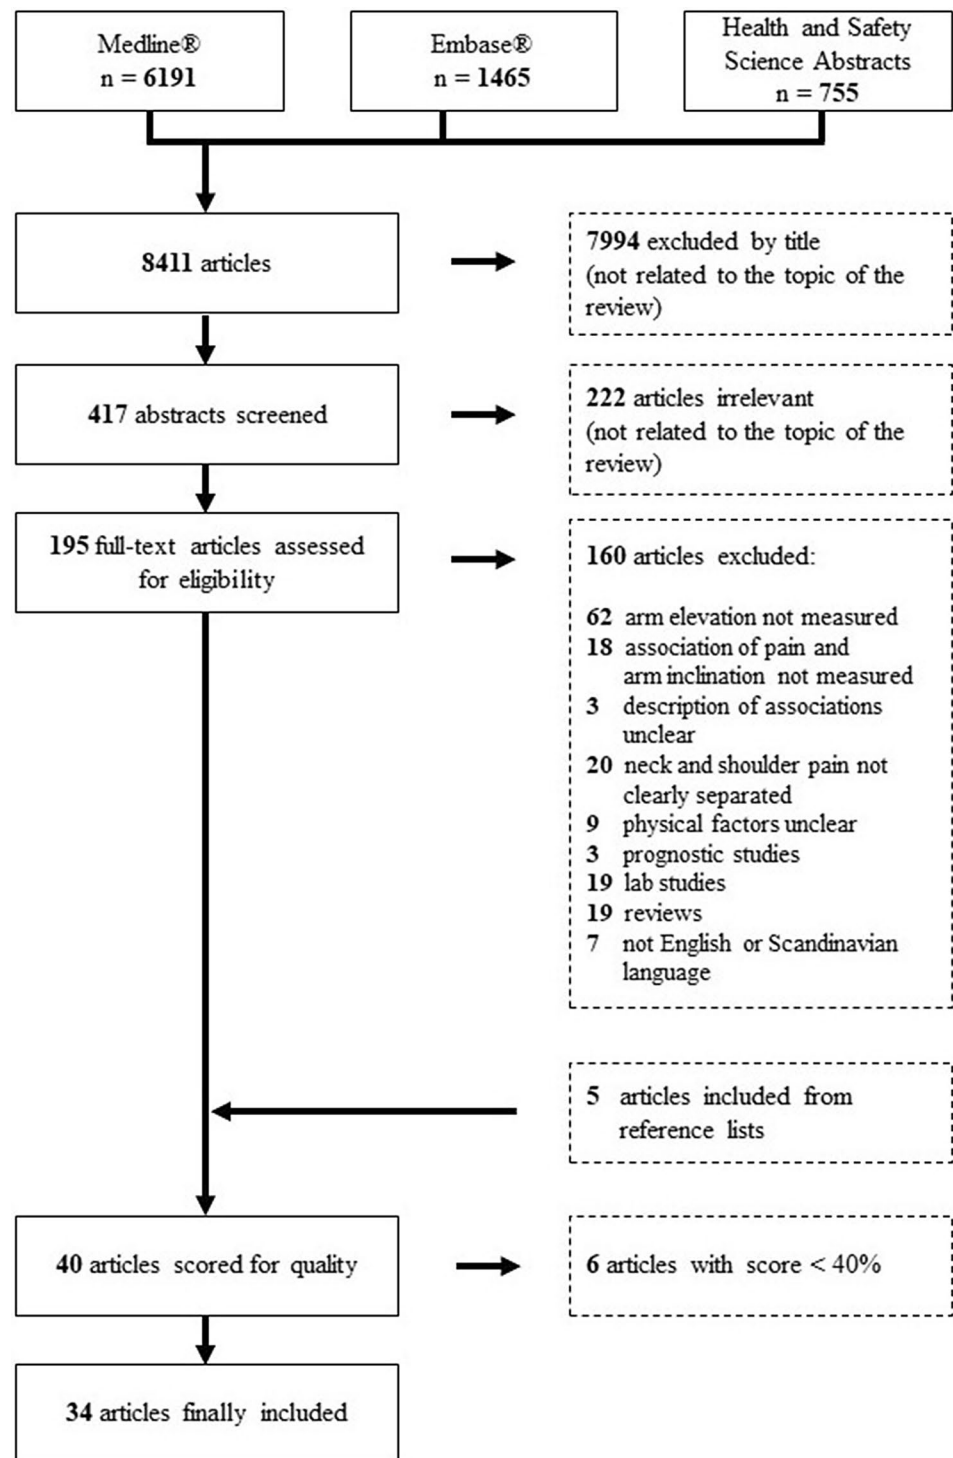 Medline®
n = 6191
Embase®
n = 1465
Health and Safety
Science Abstracts
n = 755
8411 articles
7994 excluded by title
(not related to the topic of the
review)
417 abstracts screened
222 articles irrelevant
(not related to the topic of the
review)
195 full-text articles assessed
for eligibility
160 articles excluded:
62 arm elevation not measured
18 association of pain and
arm inclination not measured
3 description of associations
unclear
20 neck and shoulder pain not
clearly separated
9 physical factors unclear
3 prognostic studies
19 lab studies
19 reviews
7 not English or Scandinavian
language
5 articles included from
reference lists
40 articles scored for quality
6 articles with score < 40%
34 articles finally included